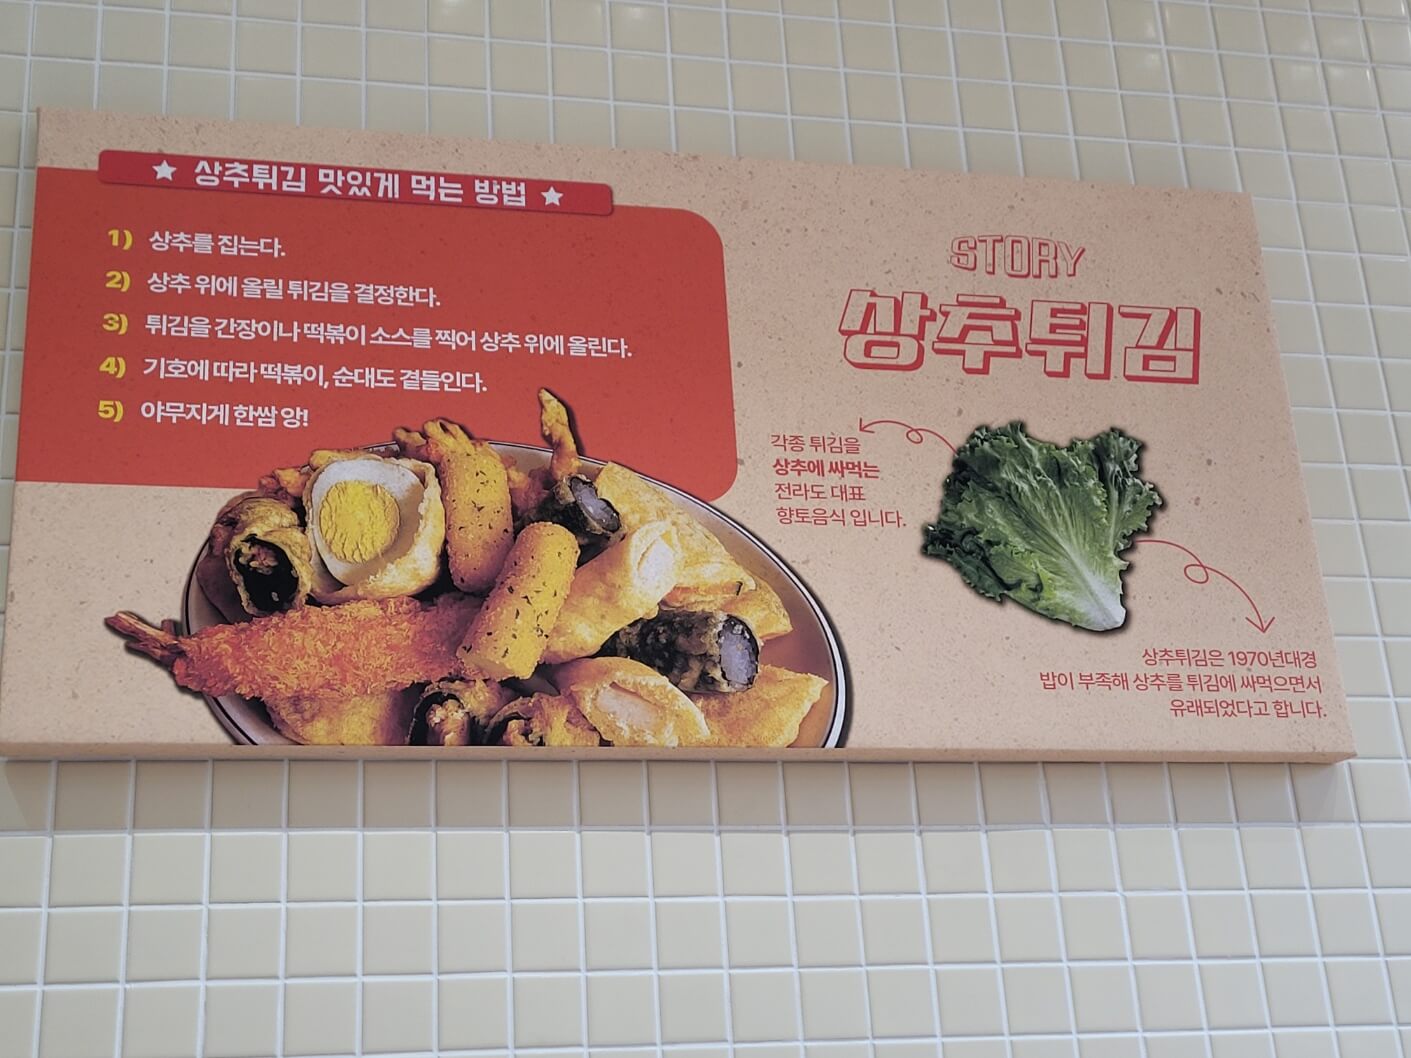 ★ 상추튀김 맛있게 먹는 방법 ★
1) 상추를 집는다.
2) 상추 위에 올릴 튀김을 결정한다.
3) 튀김을 간장이나 떡볶이 소스를 찍어 상추 위에 올린다.
4) 기호에 따라 떡볶이, 순대도 곁들인다.
5) 야무지게 한쌈 앙!
STORY
상추튀김
각종 튀김을
상추에 싸먹는
전라도 대표
향토음식 입니다.
상추튀김은 1970년대경
밥이 부족해 상추를 튀김에 싸먹으면서
유래되었다고 합니다.